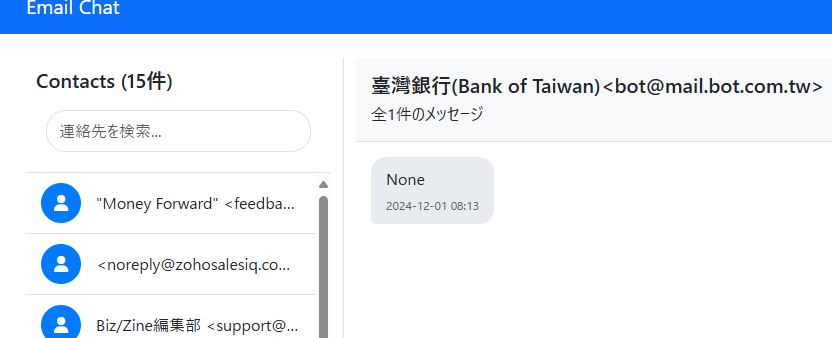 Email Chat
Contacts (15件)
連絡先を検索...
"Money Forward" <feedba...
<noreply@zohosalesiq.co...
Biz/Zine編集部 <support@...
臺灣銀行(Bank of Taiwan)<bot@mail.bot.com.tw>
全1件のメッセージ
None
2024-12-01 08:13